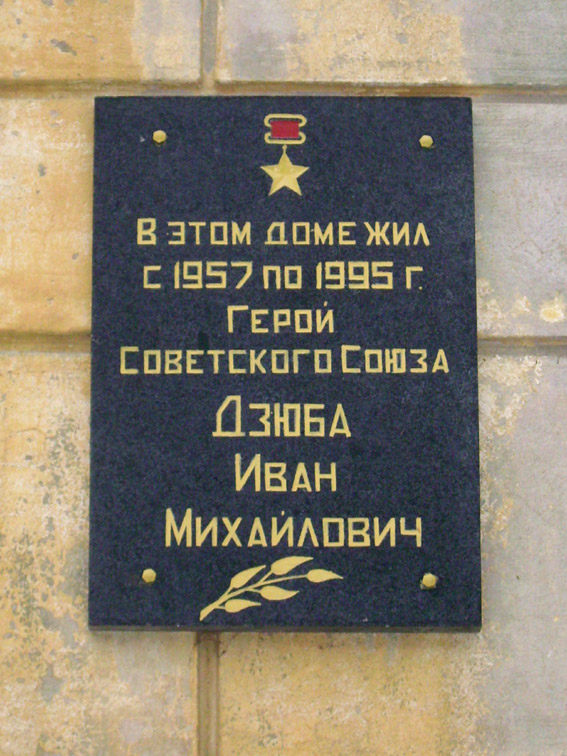 В этом доме жил
с 1957 по 1995 г.
Герой
Советского Союза
Дзюба
Иван
Михайлович